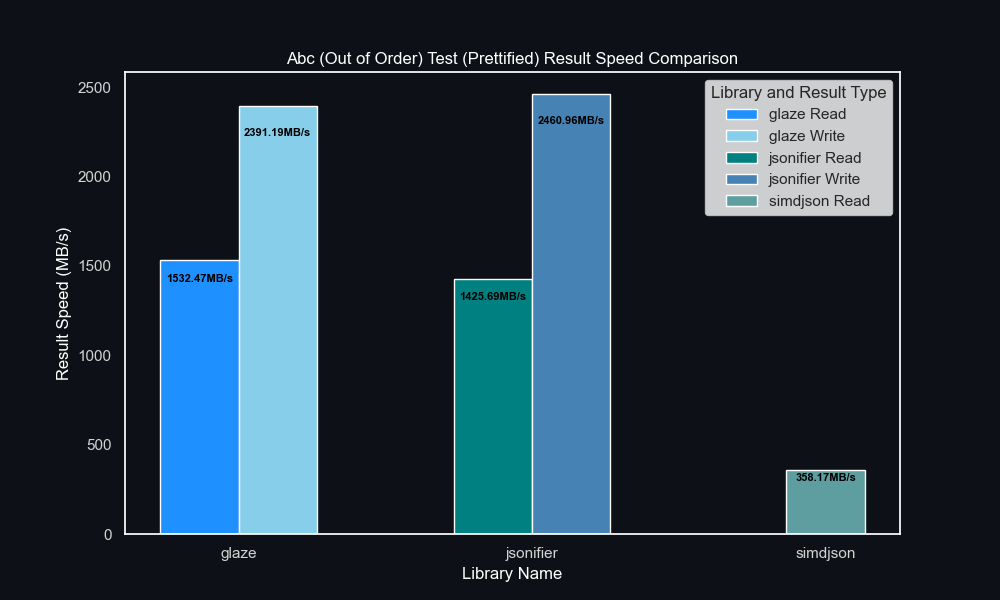 Abc (Out of Order) Test (Prettified) Result Speed Comparison
Result Speed (MB/s)
2500
2000
1500
1000
500
0
1532.47MB/s
2391.19MB/s
1425.69MB/s
2460.96MB/s
358.17MB/s
Library and Result Type
glaze Read
glaze Write
jsonifier Read
jsonifier Write
simdjson Read
glaze
jsonifier
simdjson
Library Name